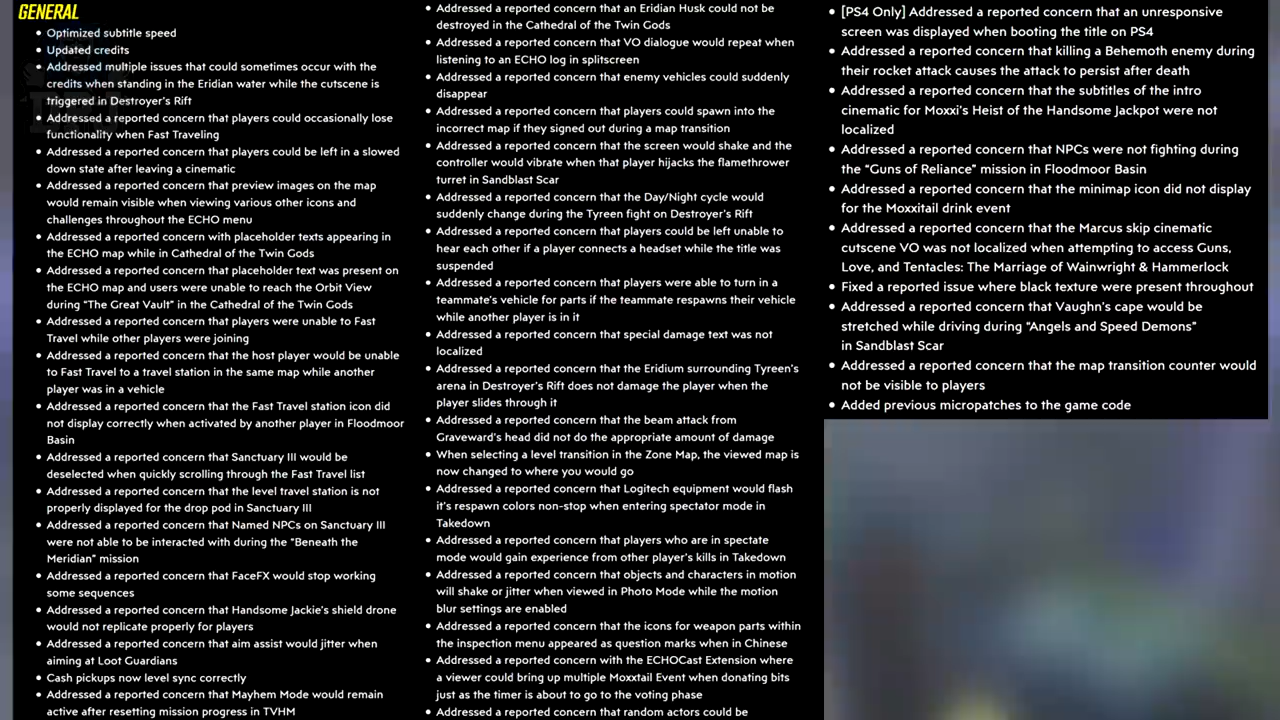 GENERAL
• Optimized subtitle speed
• Updated credits
• Addressed multiple issues that could sometimes occur with the
credits when standing in the Eridian water while the cutscene is
triggered in Destroyer's Rift
• Addressed a reported concern that players could occasionally lose
functionality when Fast Traveling
• Addressed a reported concern that players could be left in a slowed
down state after leaving a cinematic
• Addressed a reported concern that preview images on the map
would remain visible when viewing various other icons and
challenges throughout the ECHO menu
• Addressed a reported concern with placeholder texts appearing in
the ECHO map while in Cathedral of the Twin Gods
• Addressed a reported concern that placeholder text was present on
the ECHO map and users were unable to reach the Orbit View
during “The Great Vault” in the Cathedral of the Twin Gods
• Addressed a reported concern that players were unable to Fast
Travel while other players were joining
• Addressed a reported concern that the host player would be unable
to Fast Travel to a travel station in the same map while another
player was in a vehicle
• Addressed a reported concern that the Fast Travel station icon did
not display correctly when activated by another player in Floodmoor
Basin
• Addressed a reported concern that Sanctuary III would be
deselected when quickly scrolling through the Fast Travel list
• Addressed a reported concern that the level travel station is not
properly displayed for the drop pod in Sanctuary III
• Addressed a reported concern that Named NPCs on Sanctuary III
were not able to be interacted with during the “Beneath the
Meridian” mission
• Addressed a reported concern that FaceFX would stop working
some sequences
• Addressed a reported concern that Handsome Jackie's shield drone
would not replicate properly for players
• Addressed a reported concern that aim assist would jitter when
aiming at Loot Guardians
• Cash pickups now level sync correctly
• Addressed a reported concern that Mayhem Mode would remain
active after resetting mission progress in TVHM
• Addressed a reported concern that an Eridian Husk could not be
destroyed in the Cathedral of the Twin Gods
• Addressed a reported concern that VO dialogue would repeat when
listening to an ECHO log in splitscreen
• Addressed a reported concern that enemy vehicles could suddenly
disappear
• Addressed a reported concern that players could spawn into the
incorrect map if they signed out during a map transition
• Addressed a reported concern that the screen would shake and the
controller would vibrate when that player hijacks the flamethrower
turret in Sandblast Scar
• Addressed a reported concern that the Day/Night cycle would
suddenly change during the Tyreen fight on Destroyer's Rift
• Addressed a reported concern that players could be left unable to
hear each other if a player connects a headset while the title was
suspended
• Addressed a reported concern that players were able to turn in a
teammate's vehicle for parts if the teammate respawns their vehicle
while another player is in it
• Addressed a reported concern that special damage text was not
localized
• Addressed a reported concern that the Eridium surrounding Tyreen's
arena in Destroyer's Rift does not damage the player when the
player slides through it
• Addressed a reported concern that the beam attack from
Graveward's head did not do the appropriate amount of damage
• When selecting a level transition in the Zone Map, the viewed map is
now changed to where you would go
• Addressed a reported concern that Logitech equipment would flash
it's respawn colors non-stop when entering spectator mode in
Takedown
• Addressed a reported concern that players who are in spectate
mode would gain experience from other player's kills in Takedown
• Addressed a reported concern that objects and characters in motion
will shake or jitter when viewed in Photo Mode while the motion
blur settings are enabled
• Addressed a reported concern that the icons for weapon parts within
the inspection menu appeared as question marks when in Chinese
• Addressed a reported concern with the ECHOCast Extension where
a viewer could bring up multiple Moxxtail Event when donating bits
just as the timer is about to go to the voting phase
• Addressed a reported concern that random actors could be
• [PS4 Only] Addressed a reported concern that an unresponsive
screen was displayed when booting the title on PS4
• Addressed a reported concern that killing a Behemoth enemy during
their rocket attack causes the attack to persist after death
• Addressed a reported concern that the subtitles of the intro
cinematic for Moxxi's Heist of the Handsome Jackpot were not
localized
• Addressed a reported concern that NPCs were not fighting during
the “Guns of Reliance” mission in Floodmoor Basin
• Addressed a reported concern that the minimap icon did not display
for the Moxxitail drink event
• Addressed a reported concern that the Marcus skip cinematic
cutscene VO was not localized when attempting to access Guns,
Love, and Tentacles: The Marriage of Wainwright & Hammerlock
• Fixed a reported issue where black texture were present throughout
• Addressed a reported concern that Vaughn's cape would be
stretched while driving during “Angels and Speed Demons”
in Sandblast Scar
• Addressed a reported concern that the map transition counter would
not be visible to players
• Added previous micropatches to the game code